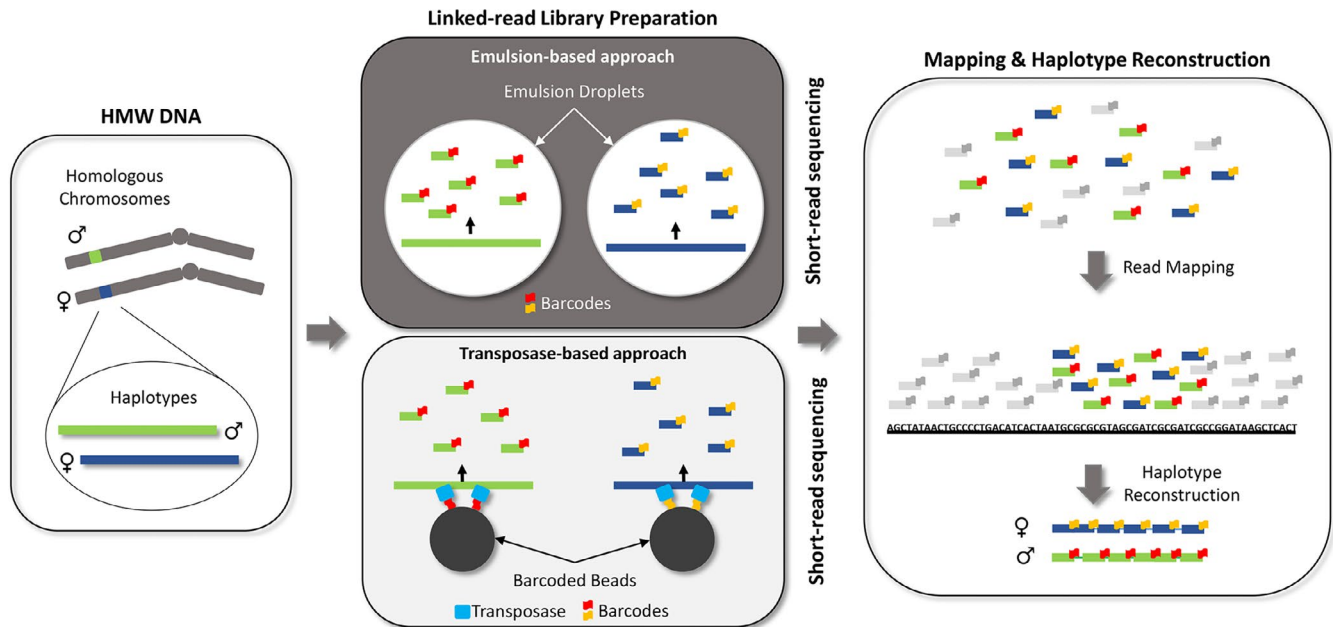 HMW DNA
Homologous
Chromosomes
♂
♀
Haplotypes
♂
♀
Linked-read Library Preparation
Emulsion-based approach
Emulsion Droplets
Barcodes
Transposase-based approach
Barcoded Beads
Transposase
Barcodes
Short-read sequencing
Short-read sequencing
Mapping & Haplotype Reconstruction
Read Mapping
AGCTATAACTGCCCCTGACATCACTAATGCGCGCGTAGCGATCGCGATCGCCGGATAAGCTCACT
Haplotype
Reconstruction
♀
♂